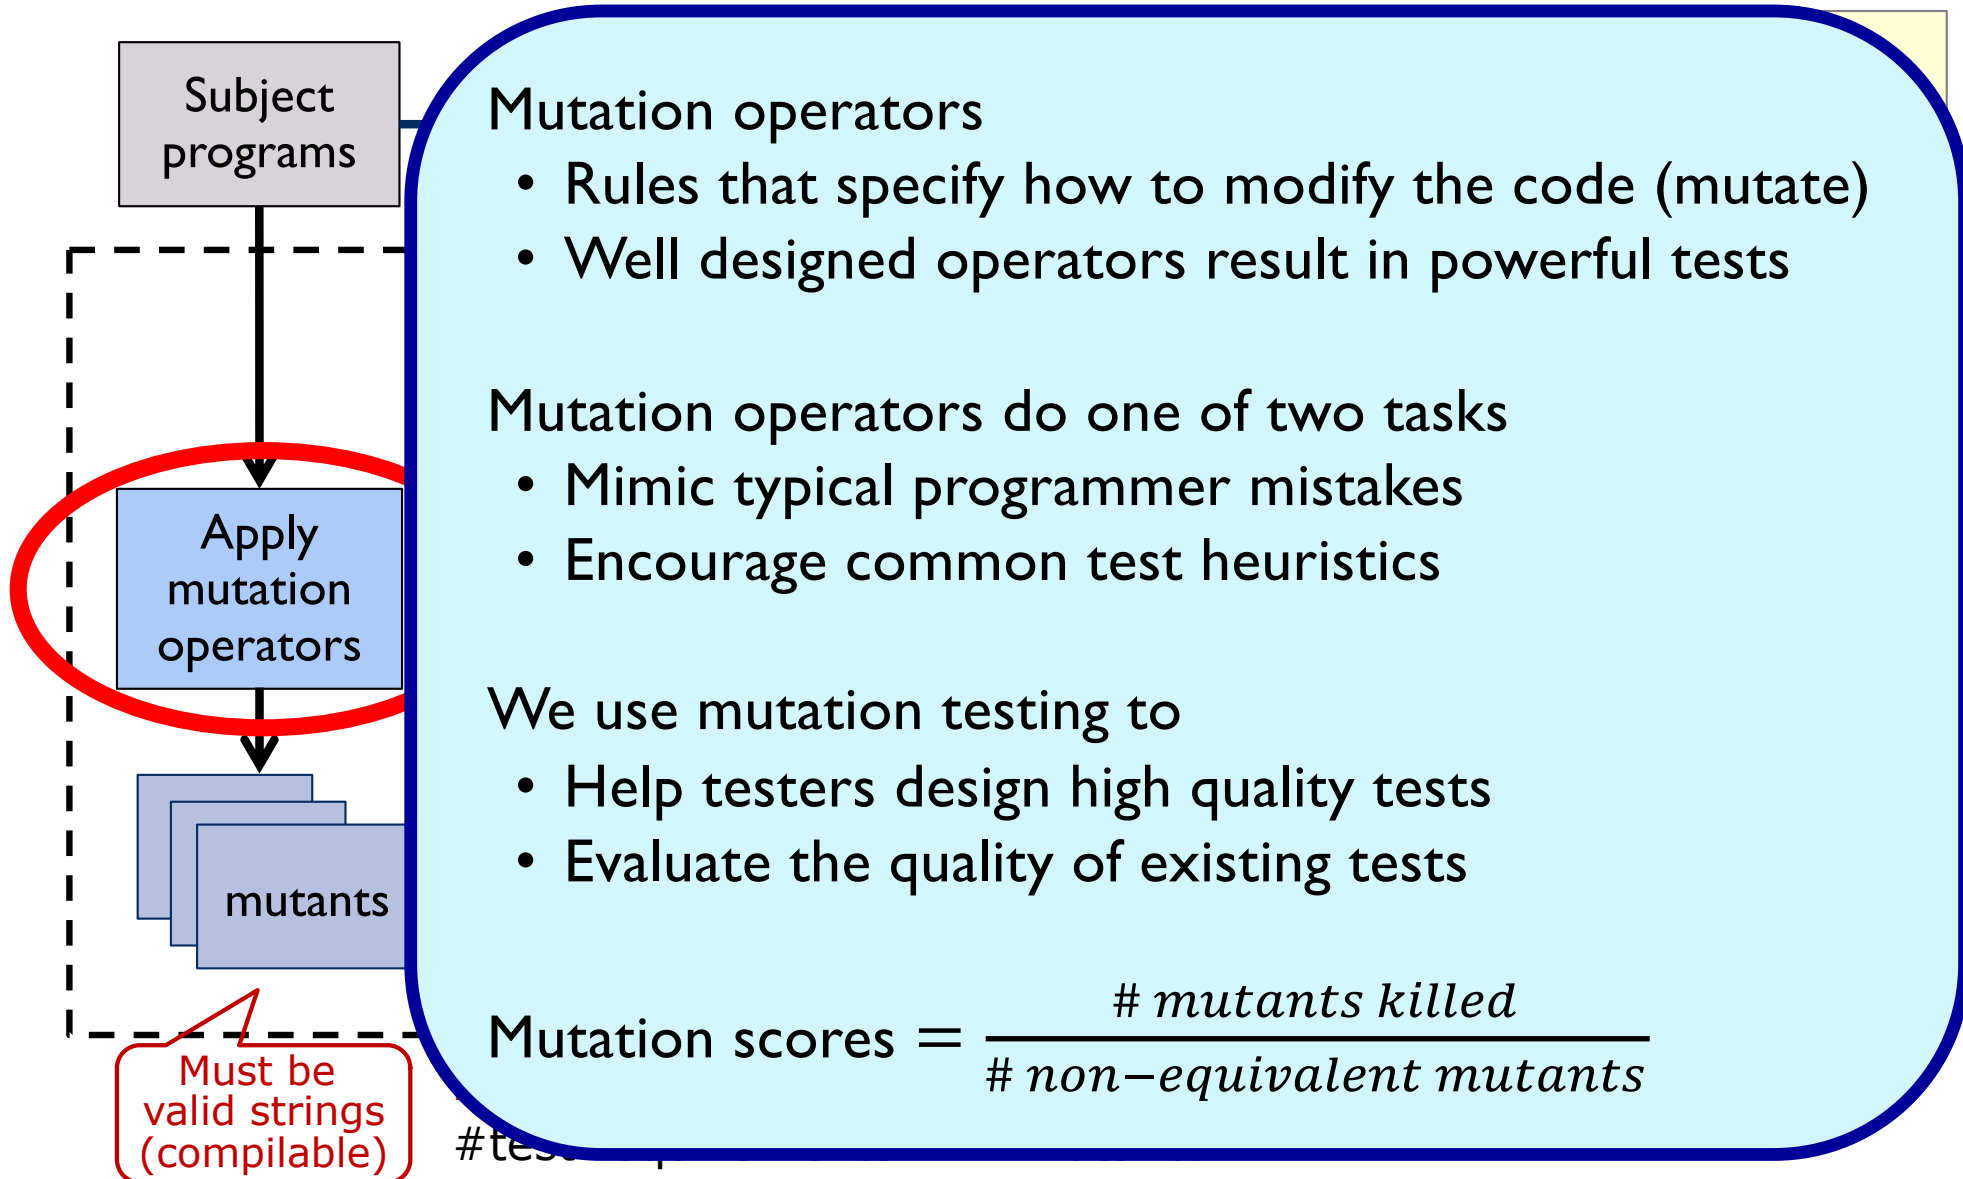 Subject
programs
Apply
mutation
operators
mutants
Must be
valid strings
(compilable)
Mutation operators
• Rules that specify how to modify the code (mutate)
• Well designed operators result in powerful tests
Mutation operators do one of two tasks
• Mimic typical programmer mistakes
• Encourage common test heuristics
We use mutation testing to
• Help testers design high quality tests
• Evaluate the quality of existing tests
# mutants killed
Mutation scores =
# non−equivalent mutants